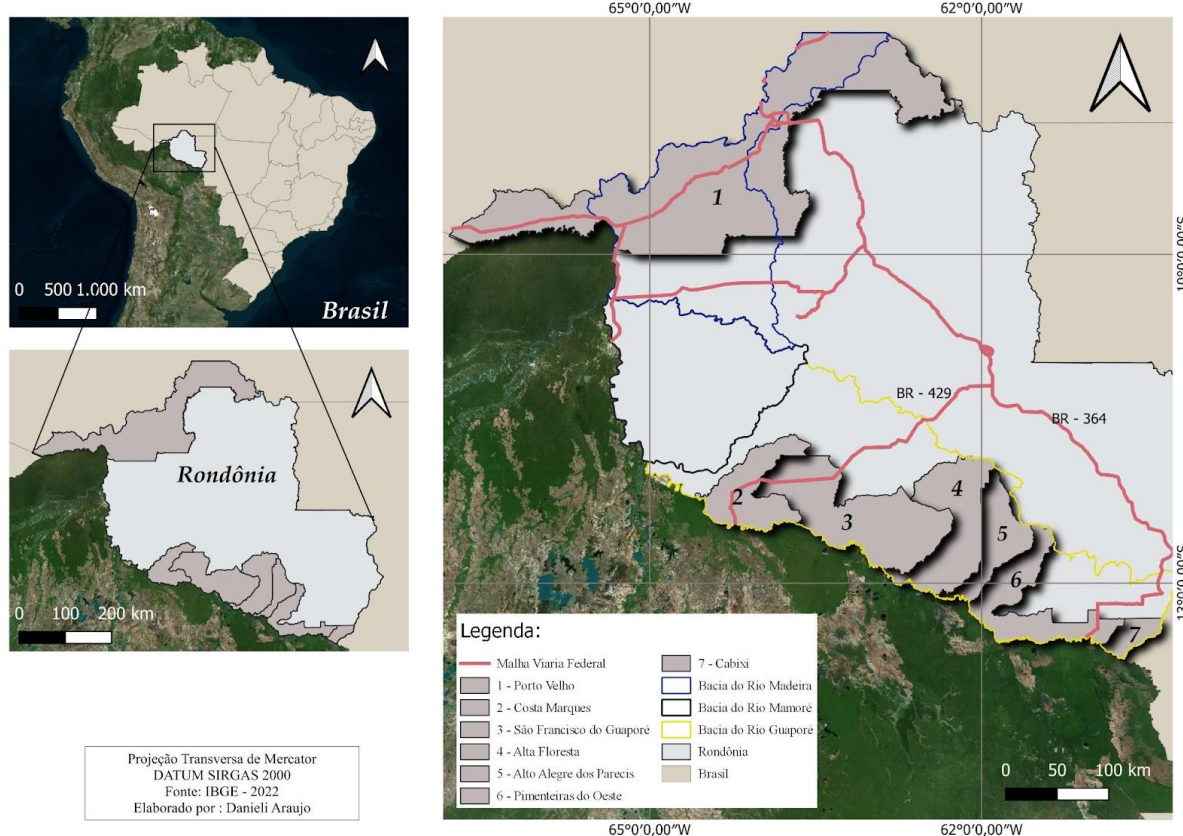 0 500 1.000 km
Brasil
Rondônia
0 100 200 km
Projeção Transversa de Mercator
DATUM SIRGAS 2000
Fonte: IBGE - 2022
Elaborado por : Danieli Araujo
65°0,00"W
62°0,00"W
1
BR - 429
BR - 364
2
3
4
5
6
7
10°0,00"S
13°0,00"S
Legenda:
Malha Viaria Federal
1 - Porto Velho
2 - Costa Marques
3 - São Francisco do Guaporé
4 - Alta Floresta
5 - Alto Alegre dos Parecis
6 - Pimenteiras do Oeste
7 - Cabixi
Bacia do Rio Madeira
Bacia do Rio Mamoré
Bacia do Rio Guaporé
Rondônia
Brasil
0 50 100 km
65°0,00"W
62°0,00"W